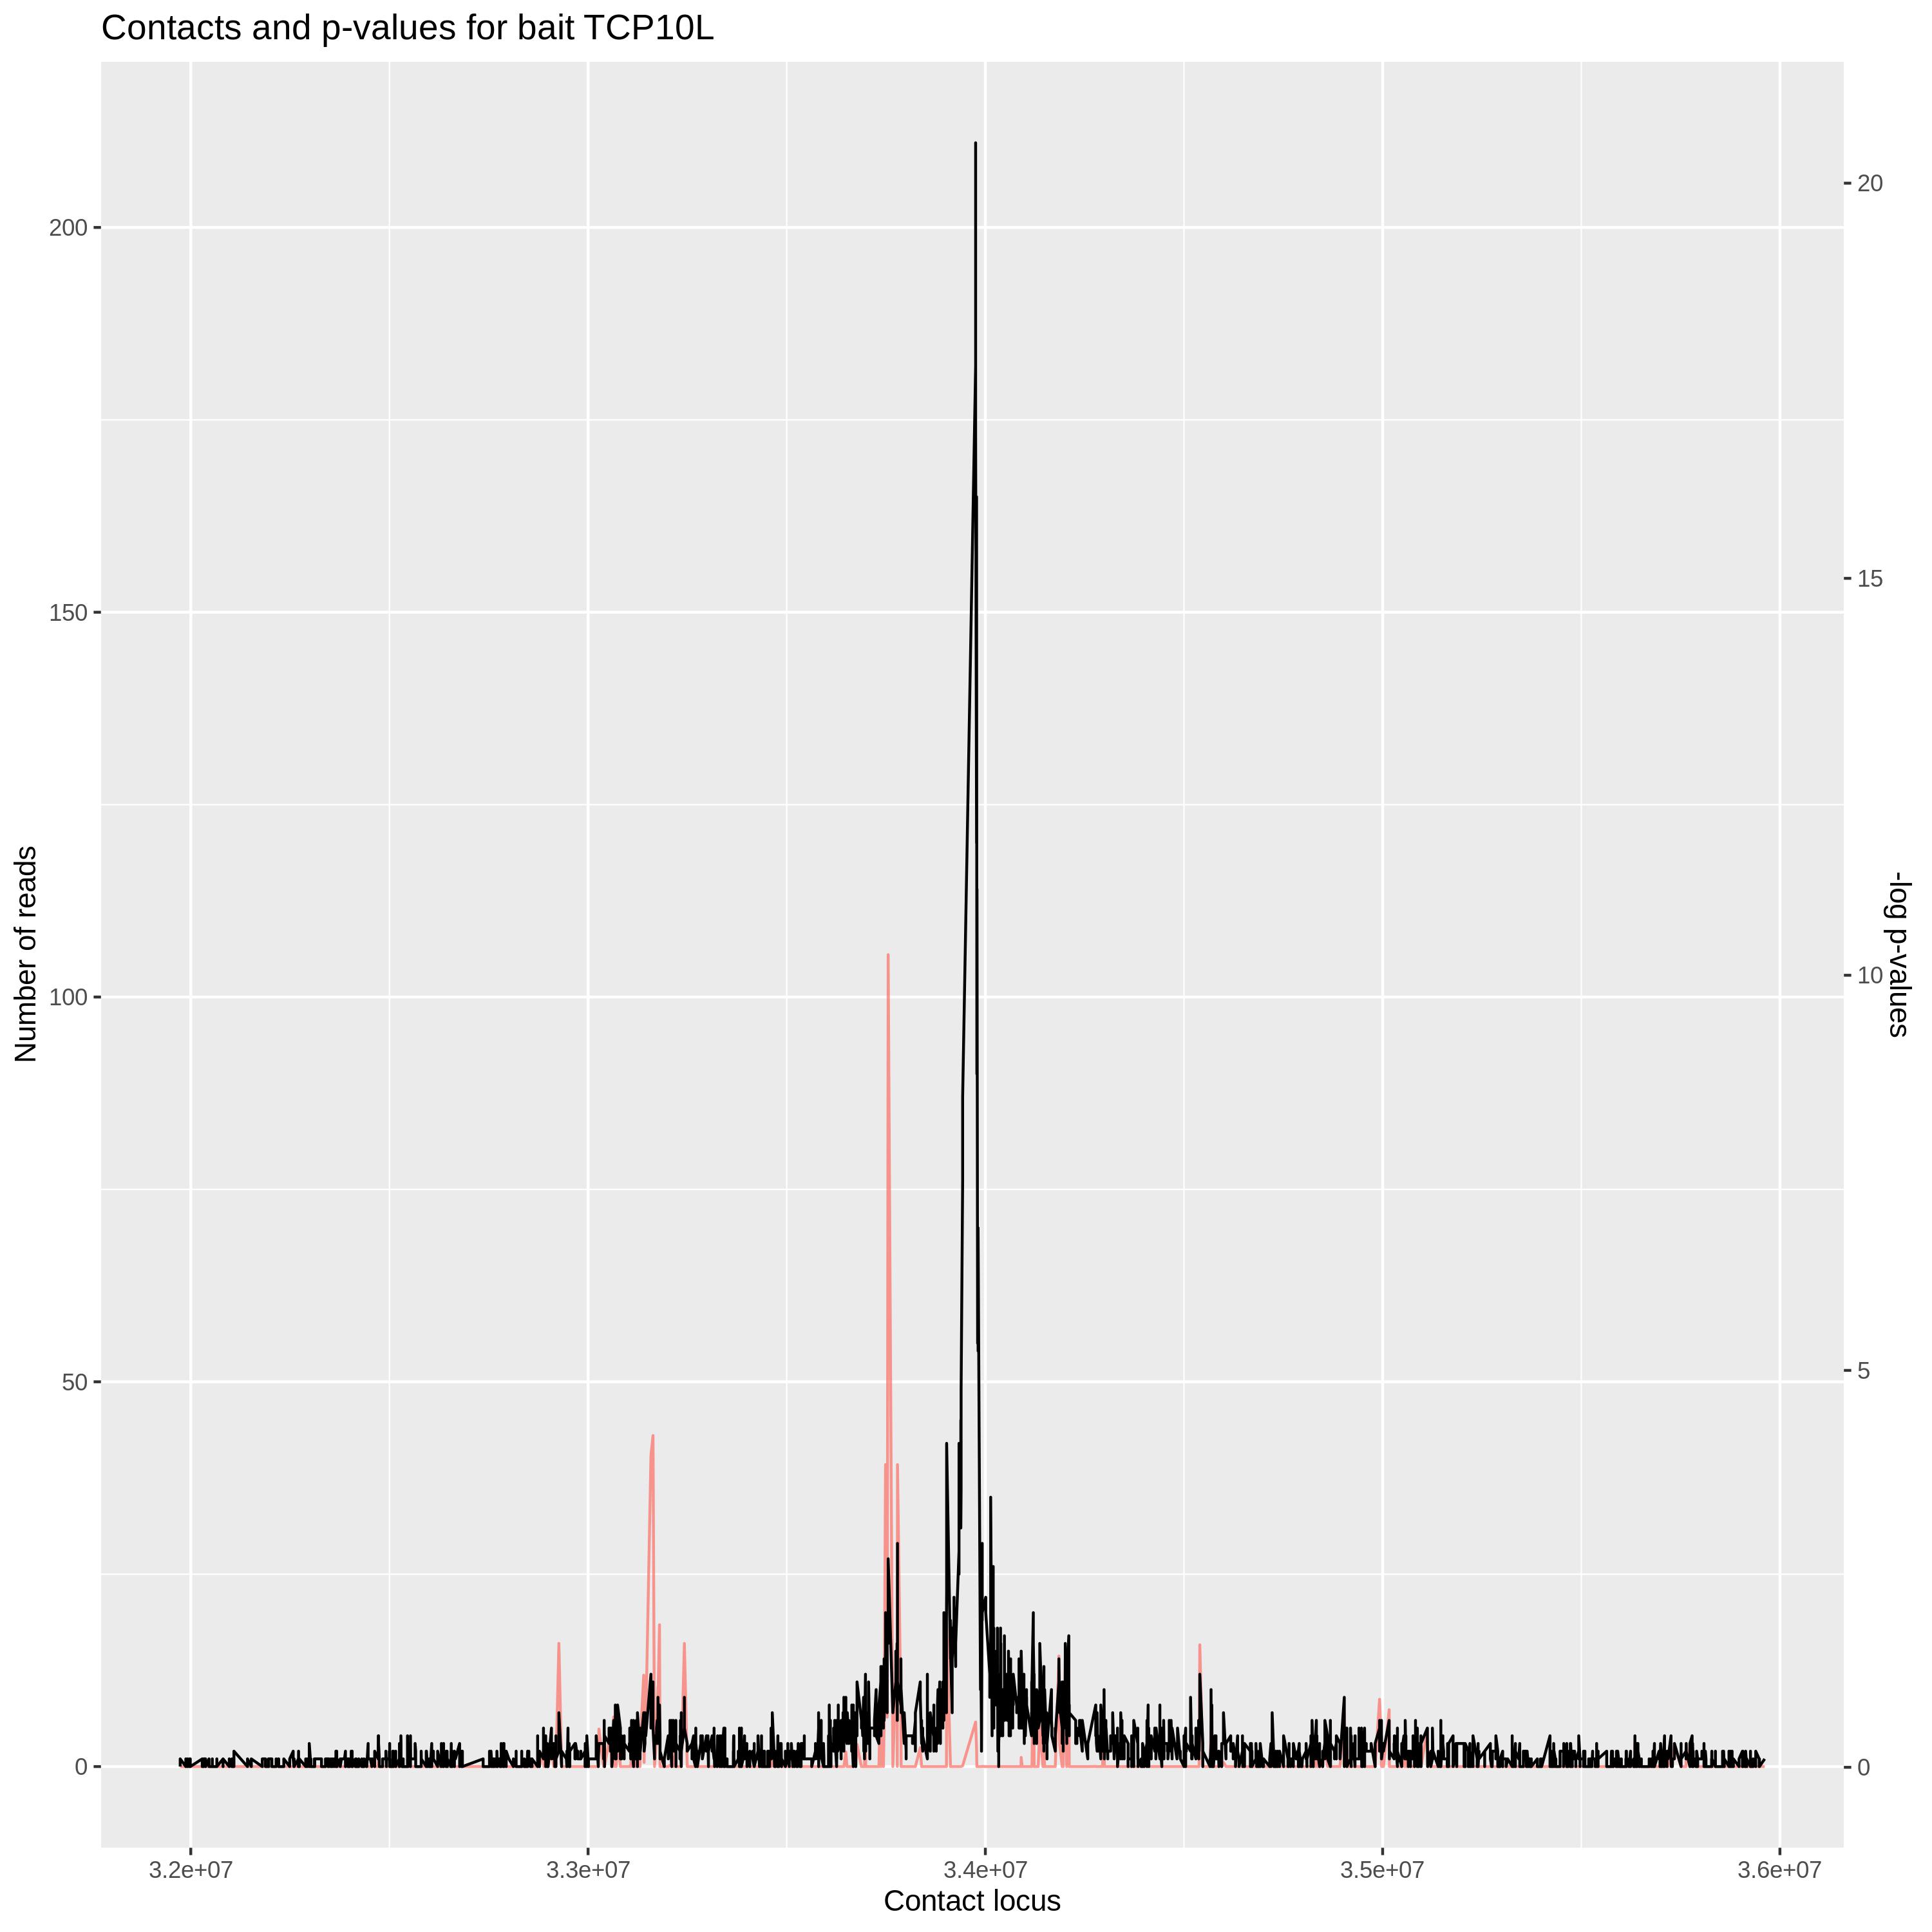 Contacts and p-values for bait TCP10L
200
150
100
50
0
Number of reads
20
15
10
5
0
-log p-values
3.2e+07
3.3e+07
3.4e+07
3.5e+07
3.6e+07
Contact locus